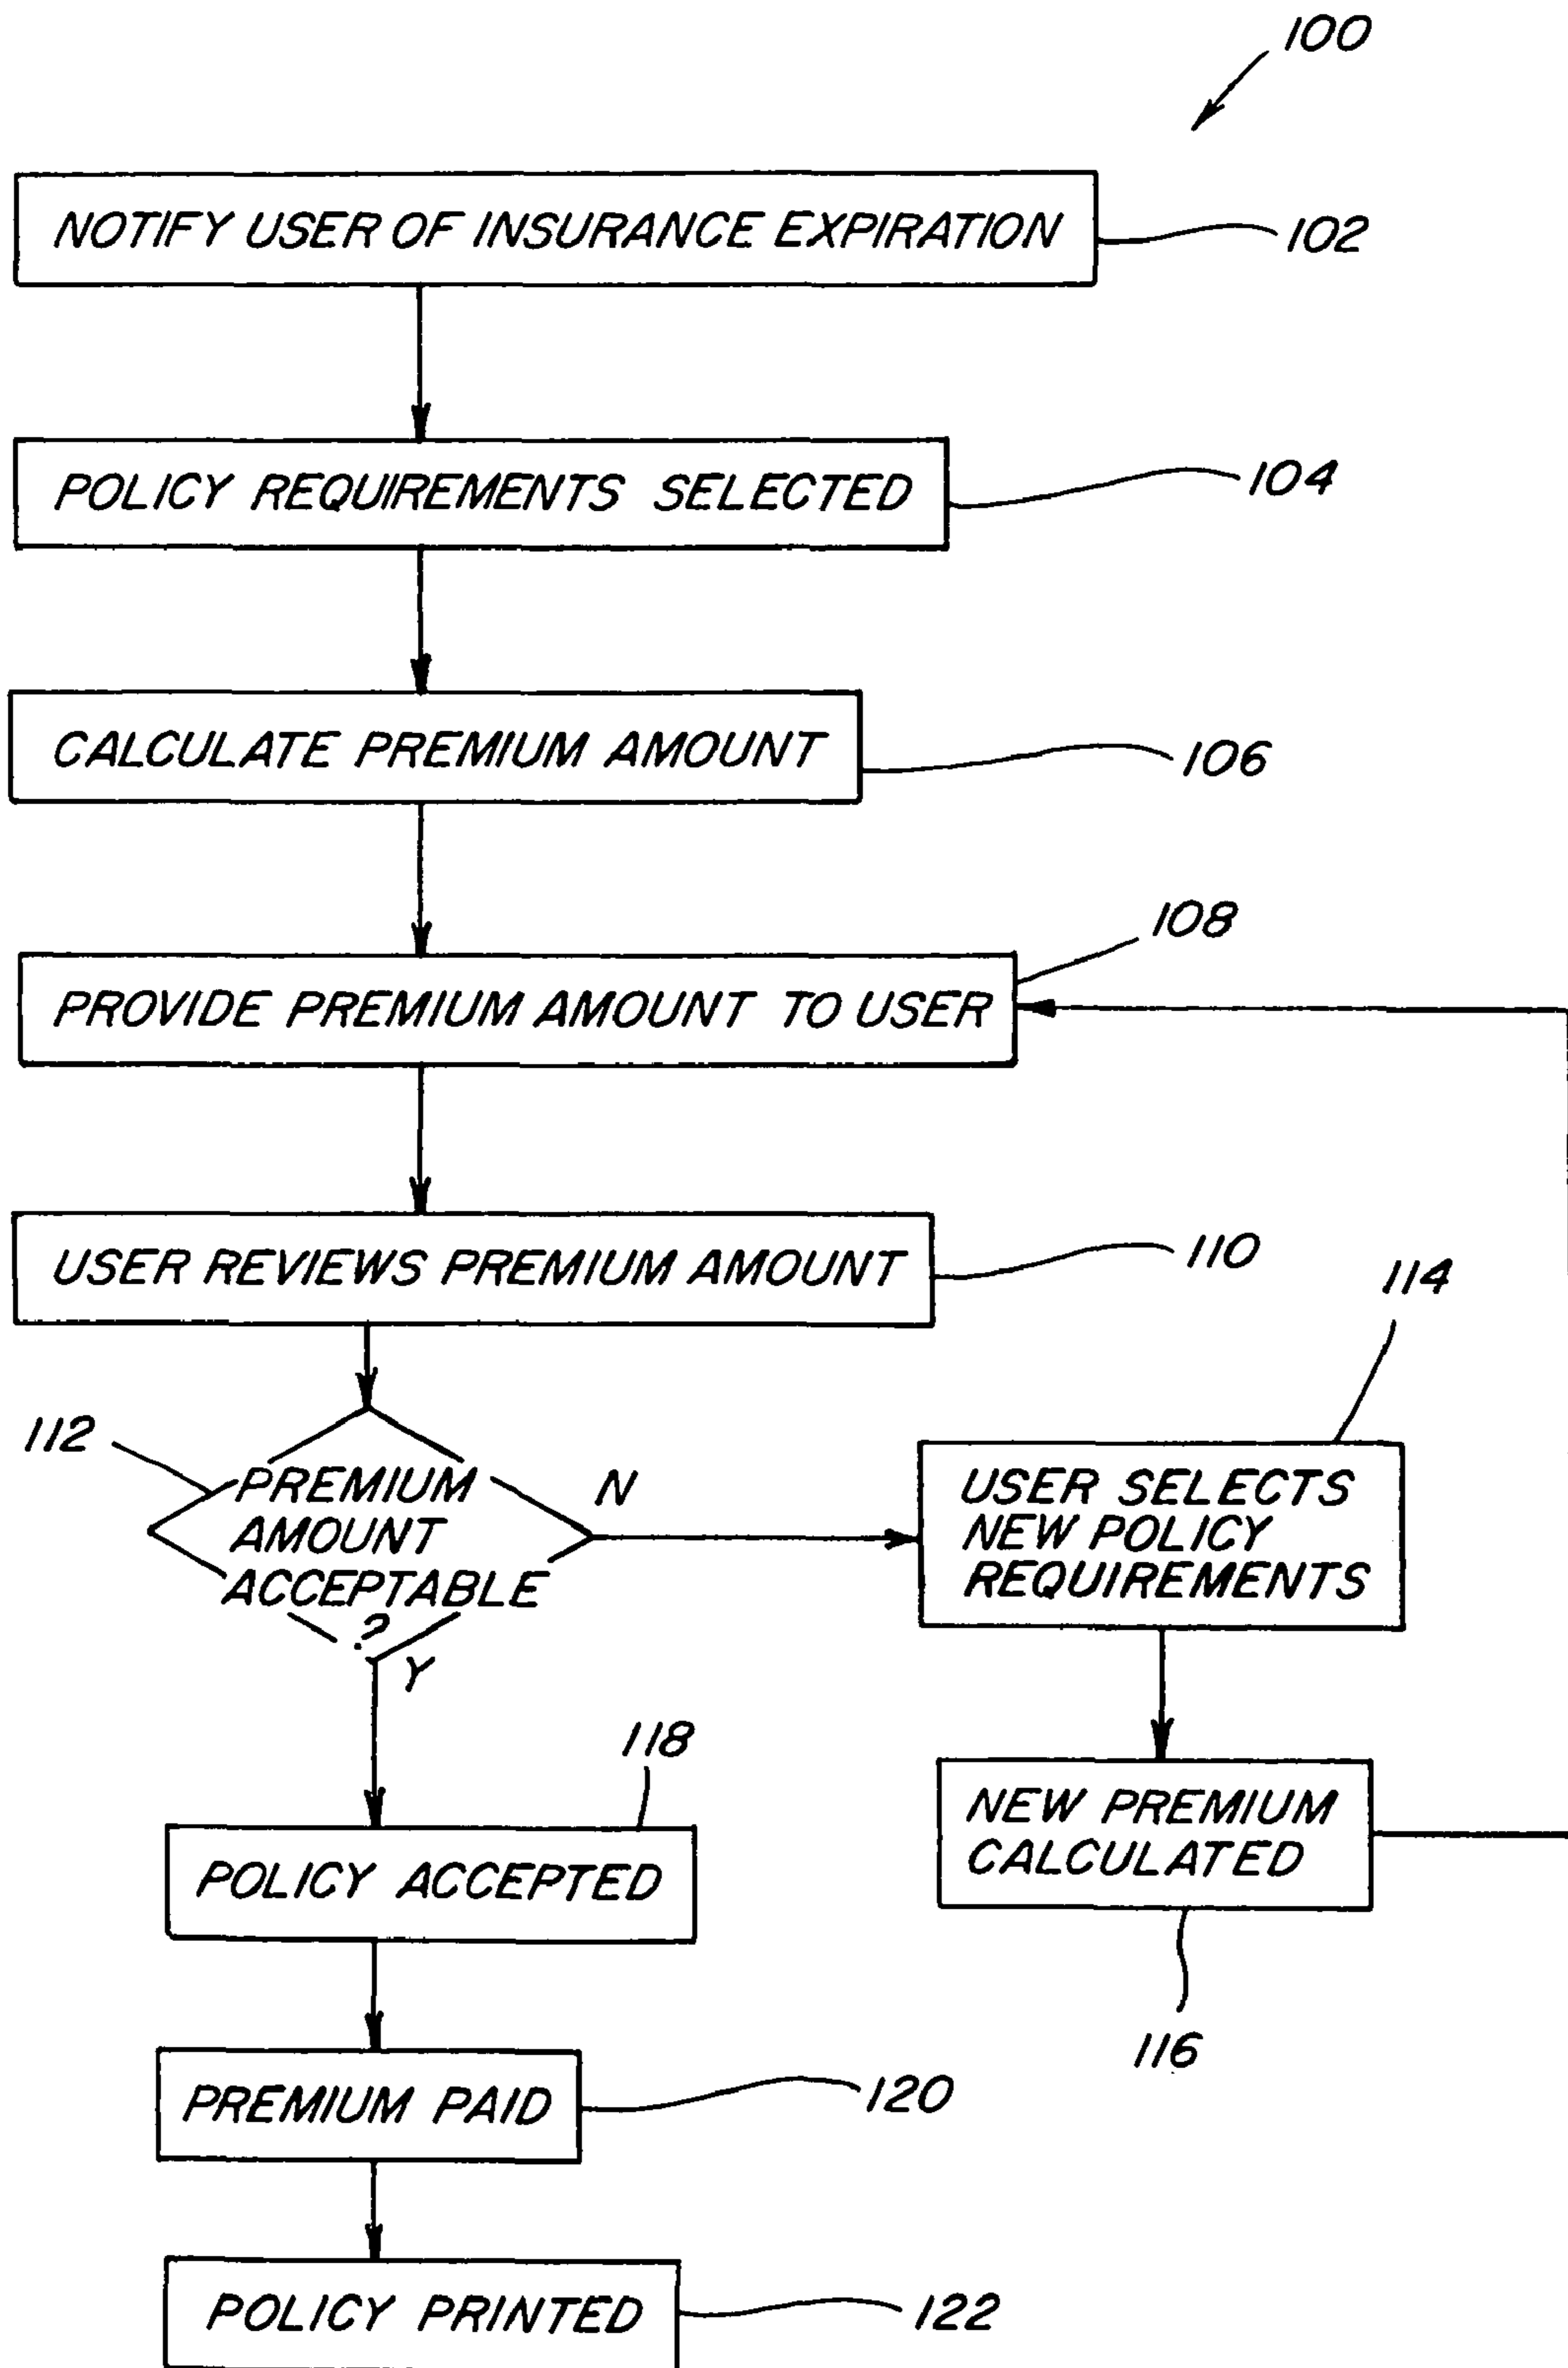 100
NOTIFY USER OF INSURANCE EXPIRATION
102
POLICY REQUIREMENTS SELECTED
104
CALCULATE PREMIUM AMOUNT
106
108
PROVIDE PREMIUM AMOUNT TO USER
USER REVIEWS PREMIUM AMOUNT
110
114
112
PREMIUM
AMOUNT
ACCEPTABLE
?
N
Y
USER SELECTS
NEW POLICY
REQUIREMENTS
118
POLICY ACCEPTED
NEW PREMIUM
CALCULATED
116
PREMIUM PAID
120
POLICY PRINTED
122